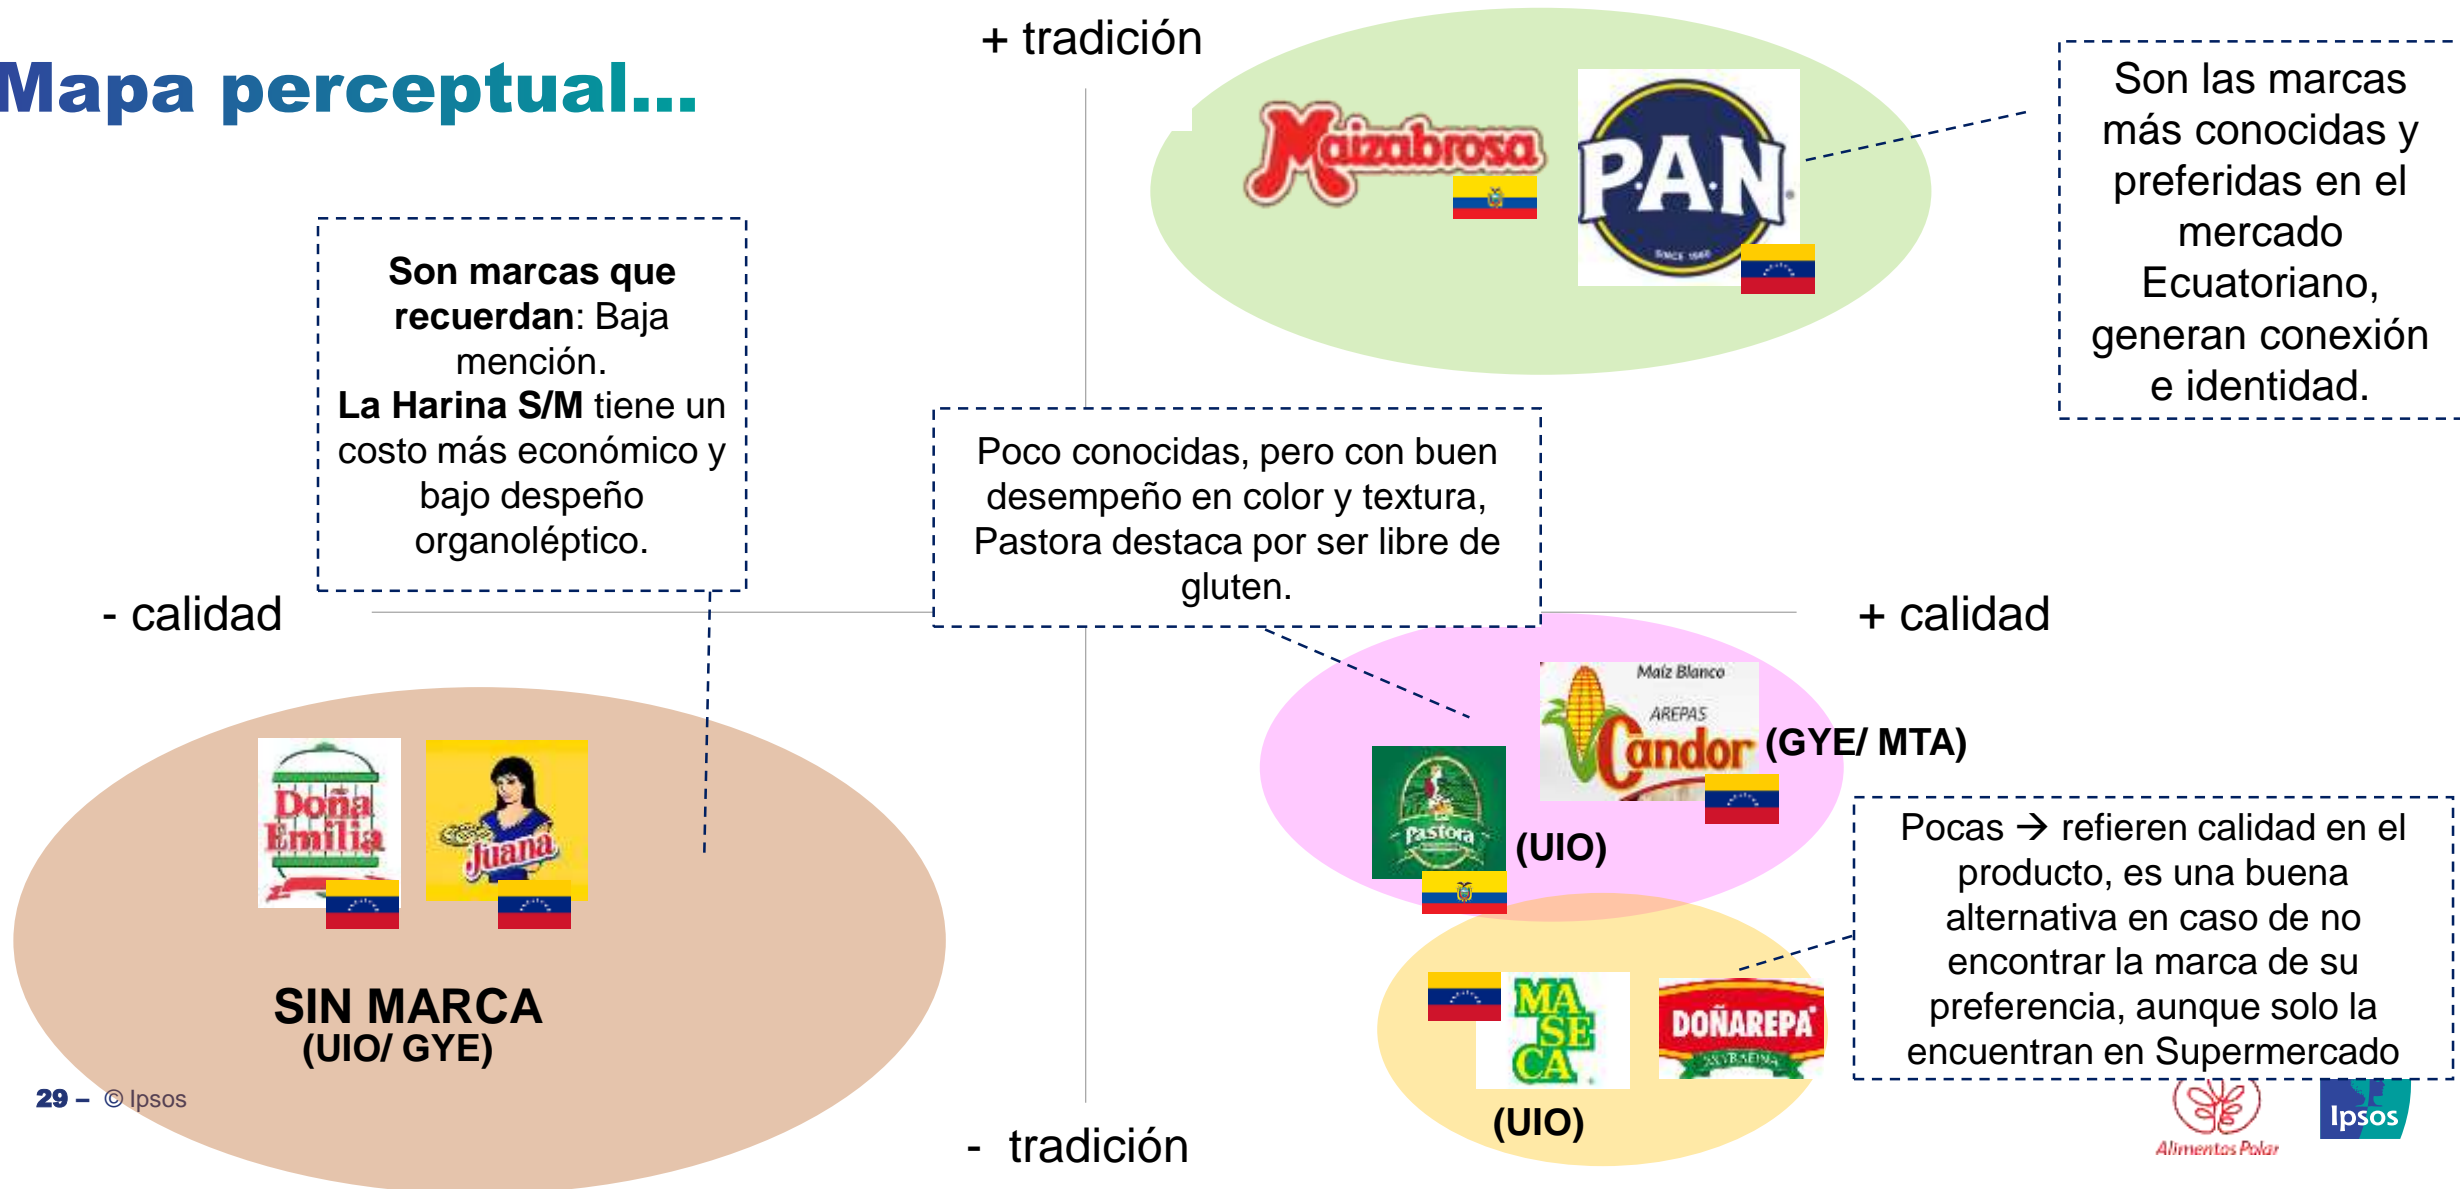 Mapa perceptual...
+ tradición
Maizabrosa
P.A.N.
SINCE 1960
Son las marcas
más conocidas y
preferidas en el
mercado
Ecuatoriano,
generan conexión
e identidad.
Son marcas que
recuerdan: Baja
mención.
La Harina S/M tiene un
costo más económico y
bajo despeño
organoléptico.
Poco conocidas, pero con buen
desempeño en color y textura,
Pastora destaca por ser libre de
gluten.
- calidad
+ calidad
Maíz Blanco
AREPAS
Candor
(GYE/ MTA)
Pastora
(UIO)
Doña
Emilia
Juana
SIN MARCA
(UIO/ GYE)
Pocas → refieren calidad en el
producto, es una buena
alternativa en caso de no
encontrar la marca de su
preferencia, aunque solo la
encuentran en Supermercado
MA
SE
CA
DOÑAREPA
(UIO)
- tradición
29 – © Ipsos
Alimentos Polar
Ipsos